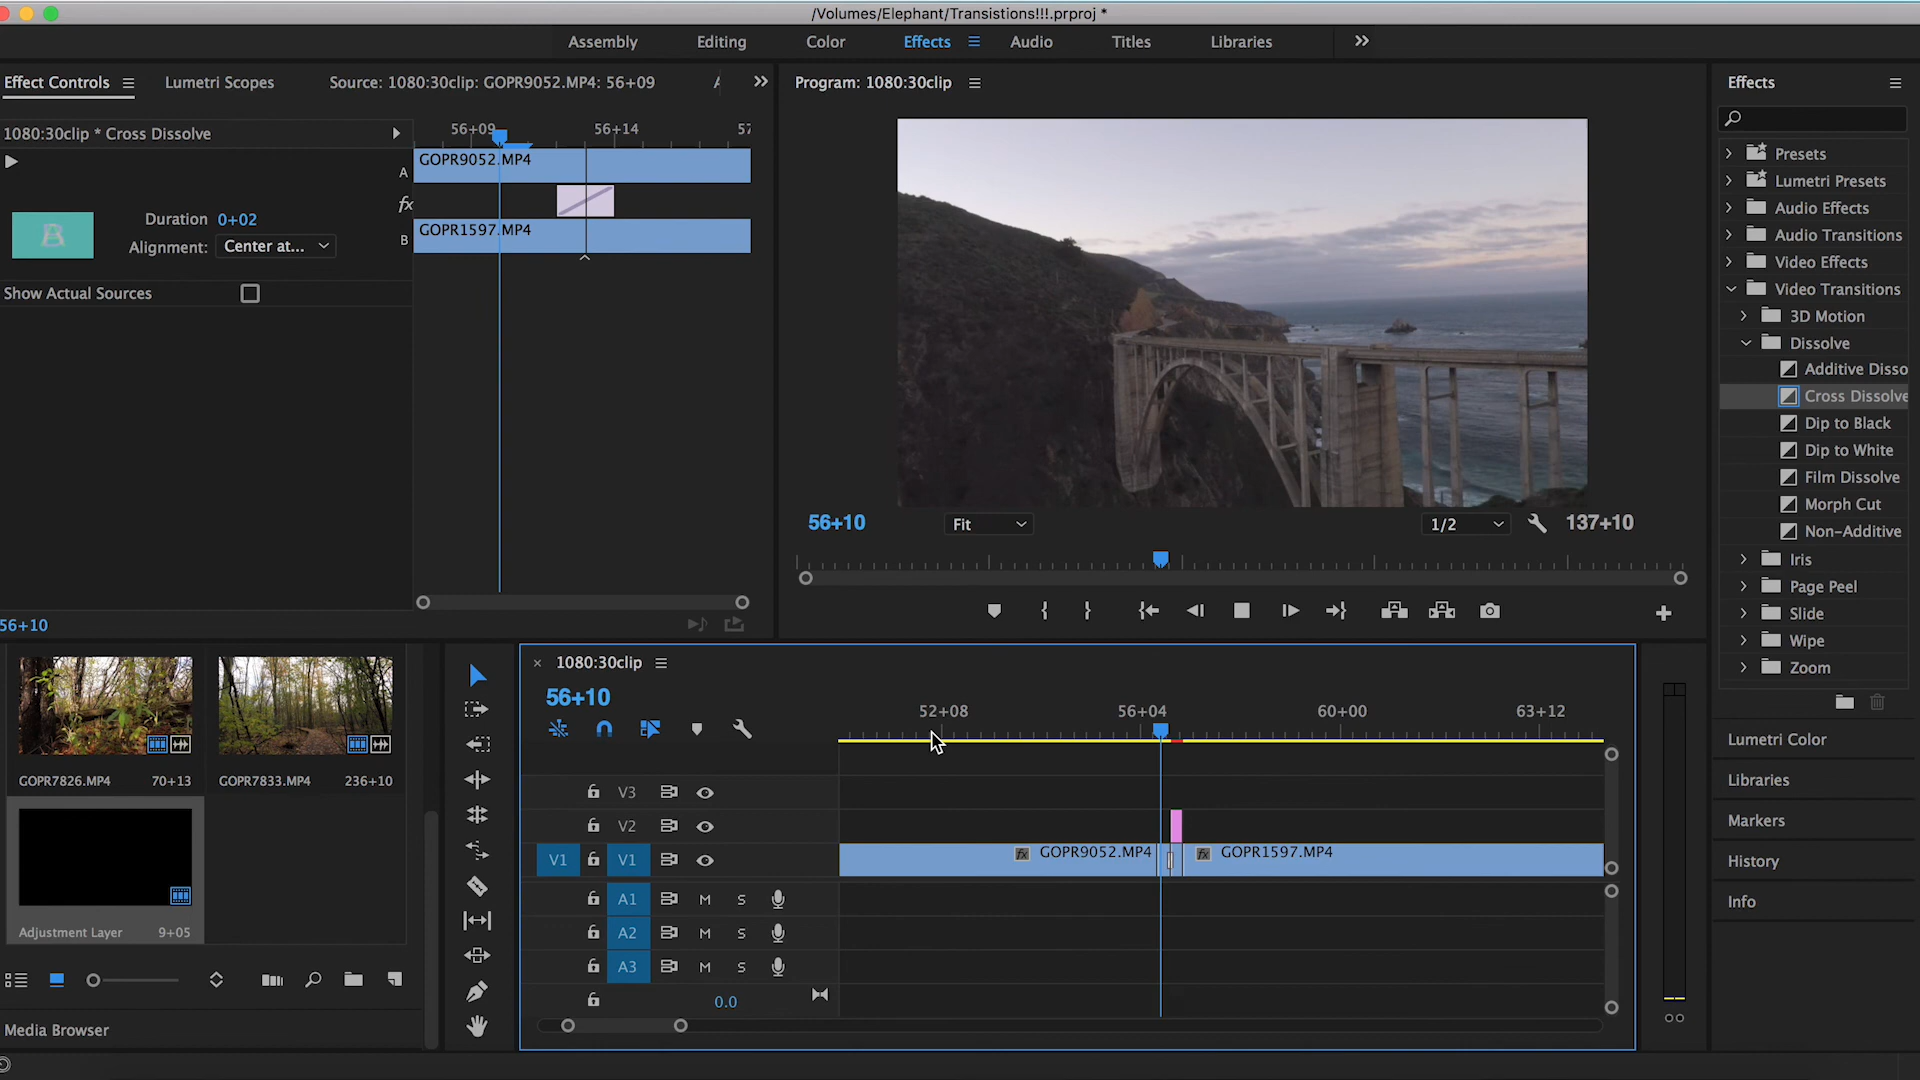 /Volumes/Elephant/Transistions!!!.prproj *
Assembly
Editing
Color
Effects
Audio
Titles
Libraries
Effect Controls
Lumetri Scopes
Source: 1080:30clip: GOPR9052.MP4: 56+09
Program: 1080:30clip
Effects
1080:30clip * Cross Dissolve
56+09
56+14
57
A
GOPR9052.MP4
fx
Duration 0+02
B
GOPR1597.MP4
Alignment: Center at...
Show Actual Sources
56+10
Presets
Lumetri Presets
Audio Effects
Audio Transitions
Video Effects
Video Transitions
3D Motion
Dissolve
Additive Disso
Cross Dissolve
Dip to Black
Dip to White
Film Dissolve
Morph Cut
Non-Additive
Iris
Page Peel
Slide
Wipe
Zoom
56+10
Fit
1/2
137+10
Lumetri Color
Libraries
Markers
History
Info
GOPR7826.MP4 70+13
GOPR7833.MP4 236+10
Adjustment Layer 9+05
Media Browser
1080:30clip
56+10
52+08
56+04
60+00
63+12
V3
V2
V1 V1
fx GOPR9052.MP4
fx GOPR1597.MP4
A1 M S
A2 M S
A3 M S
0.0